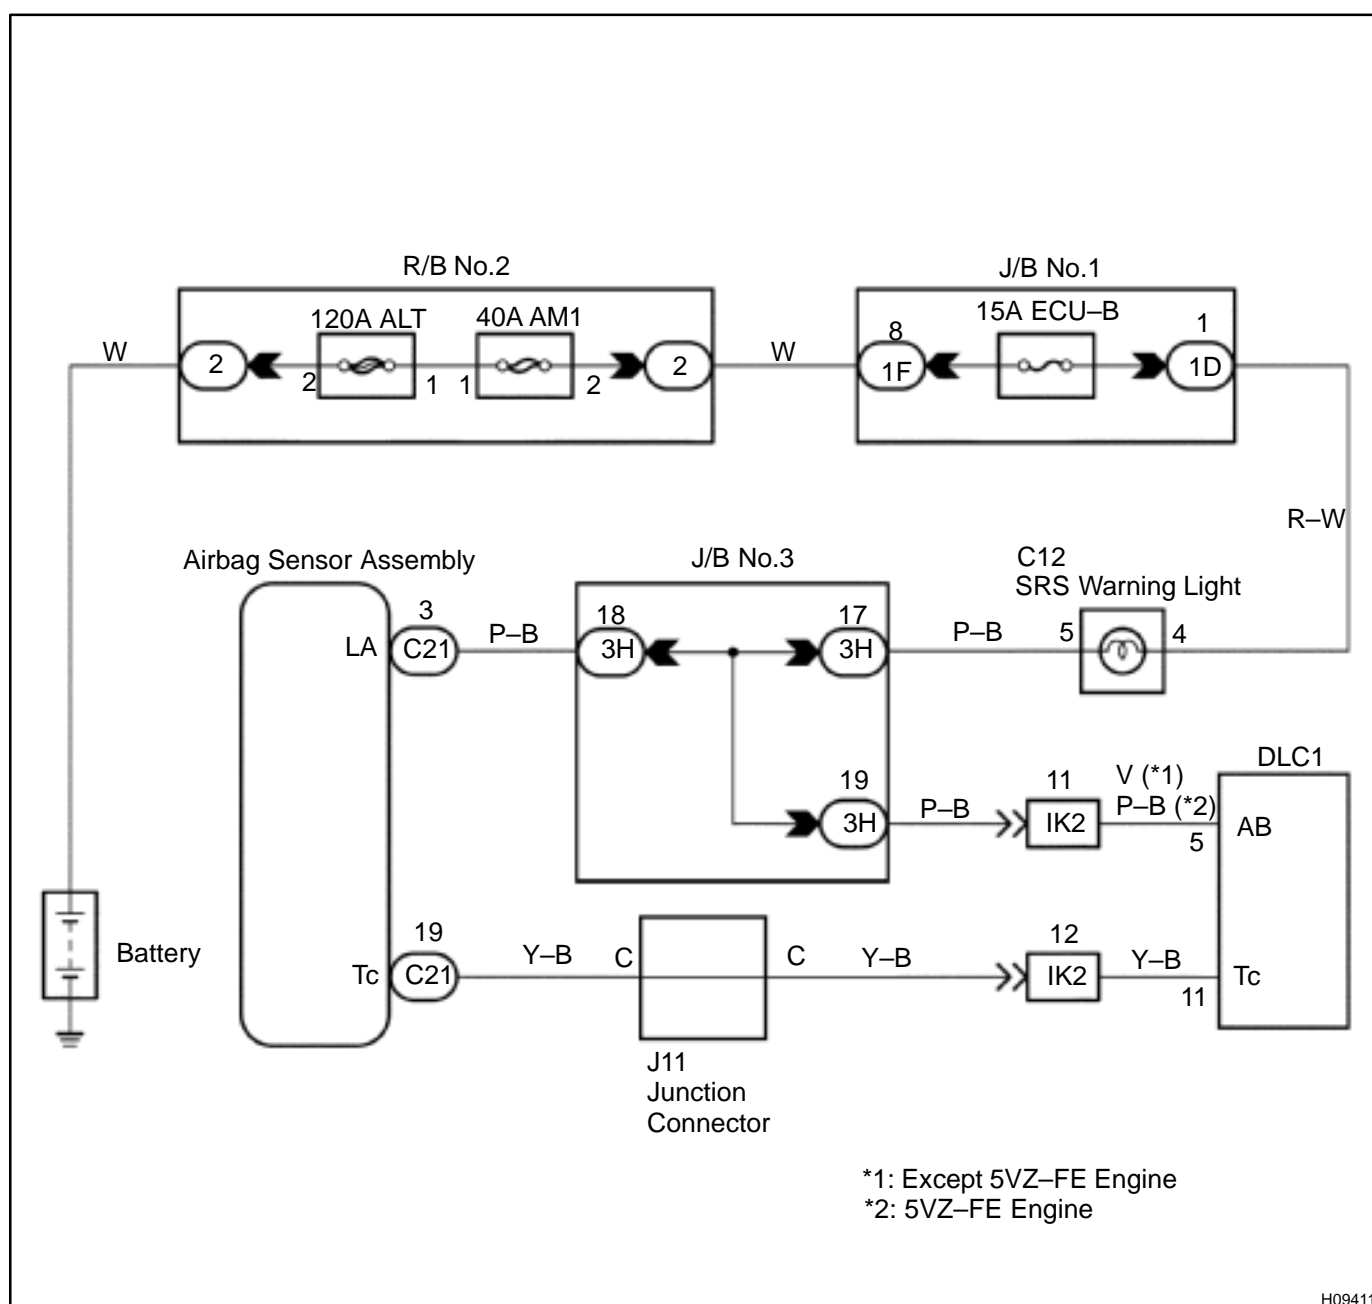 R/B No.2
J/B No.1
120A ALT
40A AM1
15A ECU–B
8
1
W
2
2
1
1
2
2
W
1F
1D
R–W
Airbag Sensor Assembly
J/B No.3
C12
SRS Warning Light
3
18
17
LA
C21
P–B
3H
3H
P–B
5
4
DLC1
19
11
V (*1)
P–B (*2)
3H
P–B
IK2
5
AB
Battery
19
12
Tc
C21
Y–B
C
C
Y–B
IK2
Y–B
11
Tc
J11
Junction
Connector
*1: Except 5VZ–FE Engine
*2: 5VZ–FE Engine
H09411